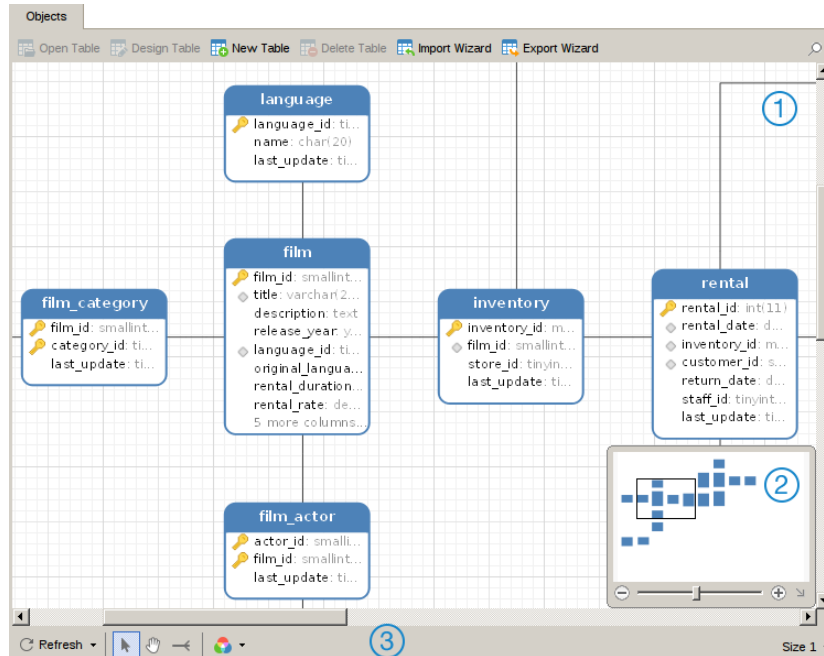 Objects
Open Table Design Table New Table Delete Table Import Wizard Export Wizard
1
language
language_id: ti...
name: char(20)
last_update: ti...
film
film_id: smallint...
title: varchar(2...
description: text
release_year: y...
language_id: ti...
original_langua...
rental_duration...
rental_rate: de...
5 more columns...
film_category
film_id: smallint...
category_id: ti...
last_update: ti...
inventory
inventory_id: m...
film_id: smallint...
store_id: tinyin...
last_update: ti...
rental
rental_id: int(11)
rental_date: d...
inventory_id: m...
customer_id: s...
return_date: d...
staff_id: tinyint...
last_update: ti...
2
film_actor
actor_id: smalli...
film_id: smallint...
last_update: ti...
Refresh
3
Size 1